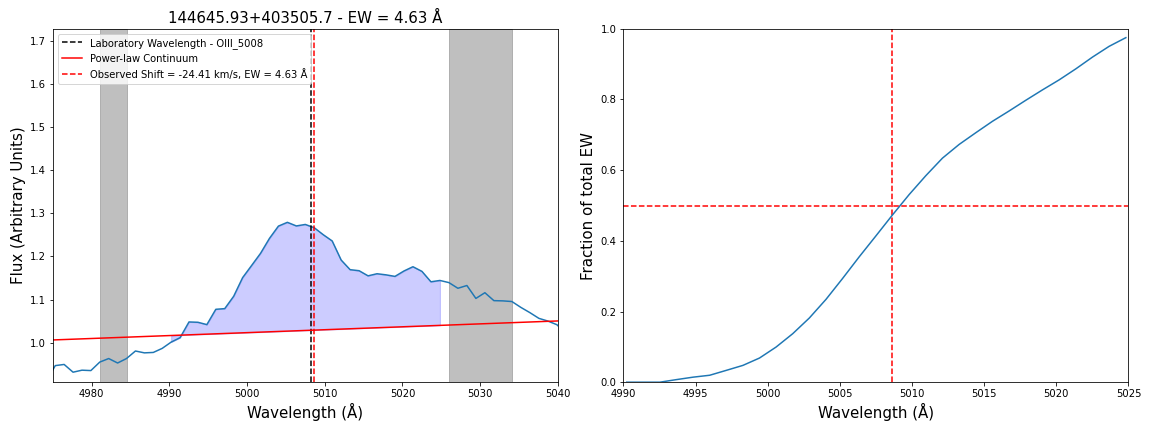 144645.93+403505.7 - EW = 4.63 Å
Flux (Arbitrary Units)
1.7
1.6
1.5
1.4
1.3
1.2
1.1
1.0
Laboratory Wavelength - OIII_5008
Power-law Continuum
Observed Shift = -24.41 km/s, EW = 4.63 Å
4980 4990 5000 5010 5020 5030 5040
Wavelength (Å)
Fraction of total EW
1.0
0.8
0.6
0.4
0.2
0.0
4990 4995 5000 5005 5010 5015 5020 5025
Wavelength (Å)